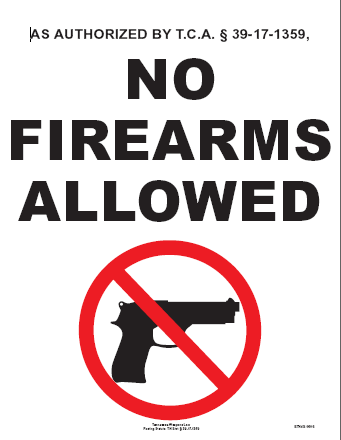 AS AUTHORIZED BY T.C.A. § 39-17-1359,
NO
FIREARMS
ALLOWED